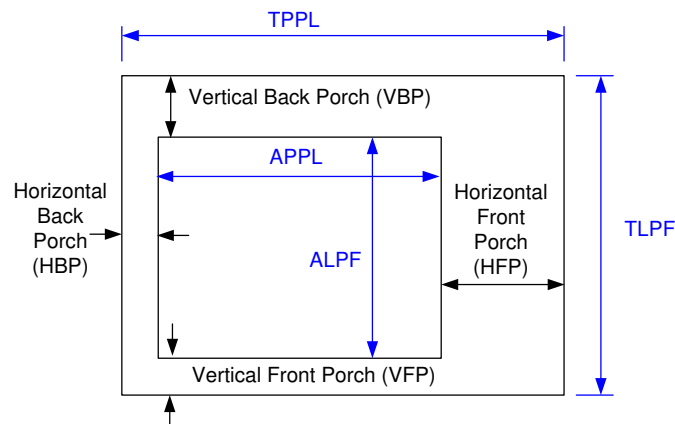 TPPL
Vertical Back Porch (VBP)
APPL
Horizontal
Back
Porch
(HBP)
Horizontal
Front
Porch
(HFP)
TLPF
ALPF
Vertical Front Porch (VFP)